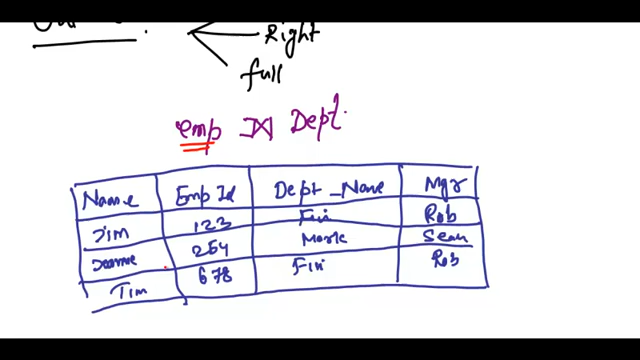 Right
full
emp ⋈ Dept
Name Emp Id Dept_Name Mgr
Jim 123 Fin Rob
254 Mark Sean
Tim 678 Fin Rob